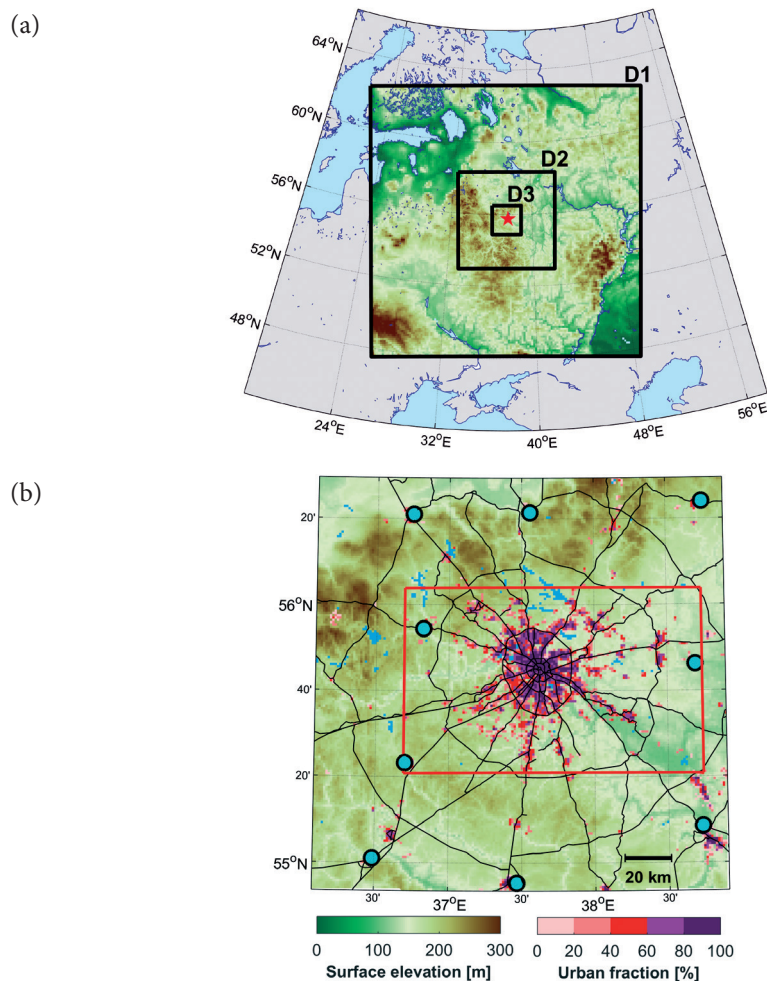 (a)
64°N
60°N
56°N
52°N
48°N
D1
D2
D3
24°E
32°E
40°E
48°E
56°E
(b)
20'
56°N
40'
20'
55°N
20 km
30'
37°E
30'
38°E
30'
0 100 200 300
Surface elevation [m]
0 20 40 60 80 100
Urban fraction [%]